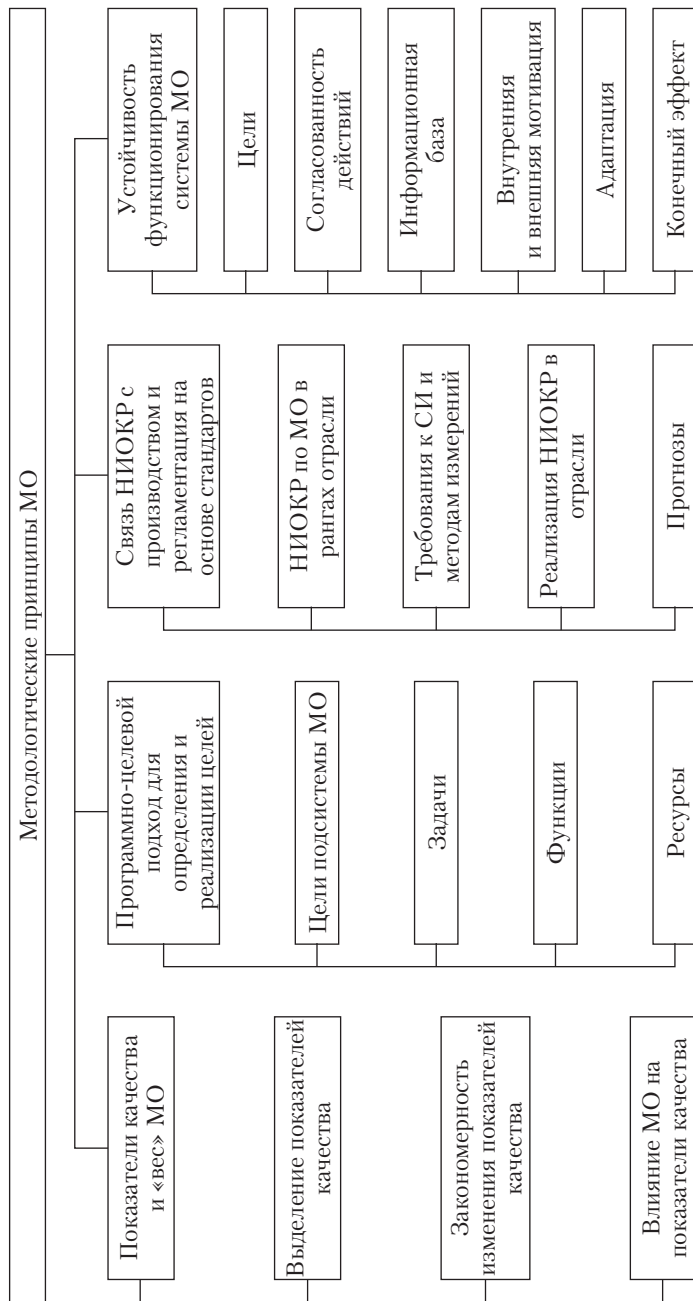 Методологические принципы МО
Показатели качества
и «вес» МО
Выделение показателей
качества
Закономерность
изменения показателей
качества
Влияние МО на
показатели качества
Программно-целевой
подход для
определения и
реализации целей
Цели подсистемы МО
Задачи
Функции
Ресурсы
Связь НИОКР с
производством и
регламентация на
основе стандартов
НИОКР по МО в
рангах отрасли
Требования к СИ и
методам измерений
Реализация НИОКР в
отрасли
Прогнозы
Устойчивость
функционирования
системы МО
Цели
Согласованность
действий
Информационная
база
Внутренняя
и внешняя мотивация
Адаптация
Конечный эффект